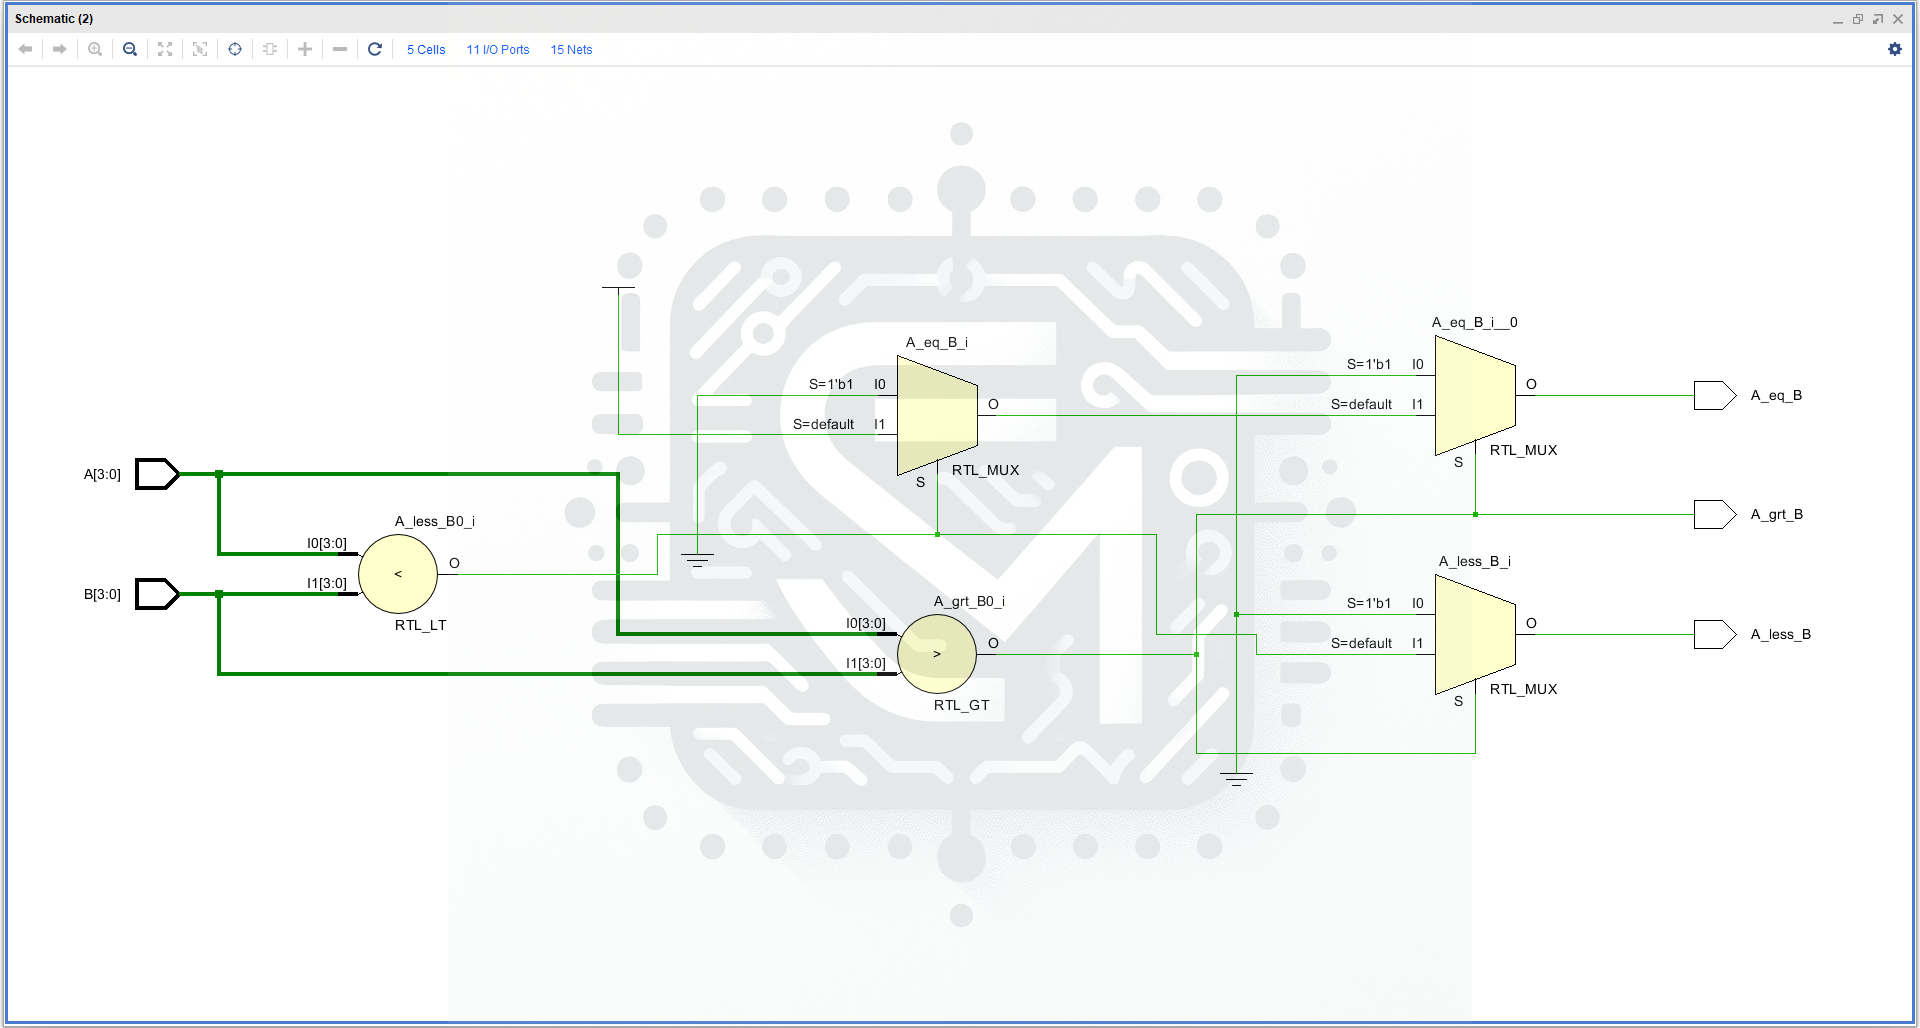 Schematic (2)
5 Cells 11 I/O Ports 15 Nets
A_eq_B_i__0
A_eq_B_i
S=1'b1 I0
S=1'b1 I0
O
A_eq_B
O
S=default I1
S=default I1
RTL_MUX
S
RTL_MUX
S
A[3:0]
A_grt_B
A_less_B0_i
I0[3:0]
O
<
I1[3:0]
B[3:0]
RTL_LT
A_less_B_i
A_grt_B0_i
S=1'b1 I0
I0[3:0]
O
A_less_B
O
S=default I1
>
I1[3:0]
RTL_MUX
S
RTL_GT